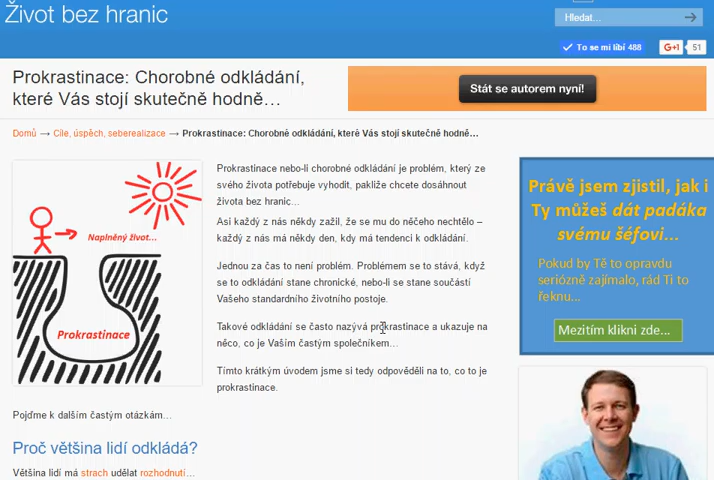 Život bez hranic
Hledat...
To se mi líbí 488
G+1 51
Prokrastinace: Chorobné odkládání,
které Vás stojí skutečně hodně…
Stát se autorem nyní!
Domů → Cíle, úspěch, seberealizace → Prokrastinace: Chorobné odkládání, které Vás stojí skutečně hodně…
Naplněný život...
Prokrastinace
Prokrastinace nebo-li chorobné odkládání je problém, který ze
svého života potřebuje vyhodit, pakliže chcete dosáhnout
života bez hranic…
Asi každý z nás někdy zažil, že se mu do něčeho nechtělo –
každý z nás má někdy den, kdy má tendenci k odkládání.
Jednou za čas to není problém. Problémem se to stává, když
se to odkládání stane chronické, nebo-li se stane součástí
Vašeho standardního životního postoje.
Takové odkládání se často nazývá prokrastinace a ukazuje na
něco, co je Vašim častým společníkem…
Tímto krátkým úvodem jsme si tedy odpověděli na to, co to je
prokrastinace.
Právě jsem zjistil, jak i
Ty můžeš dát padáka
svému šéfovi...
Pokud by Tě to opravdu
seriózně zajímalo, rád Ti to
řeknu...
Mezitím klikni zde...
Pojďme k dalším častým otázkám…
Proč většina lidí odkládá?
Většina lidí má strach udělat rozhodnutí…